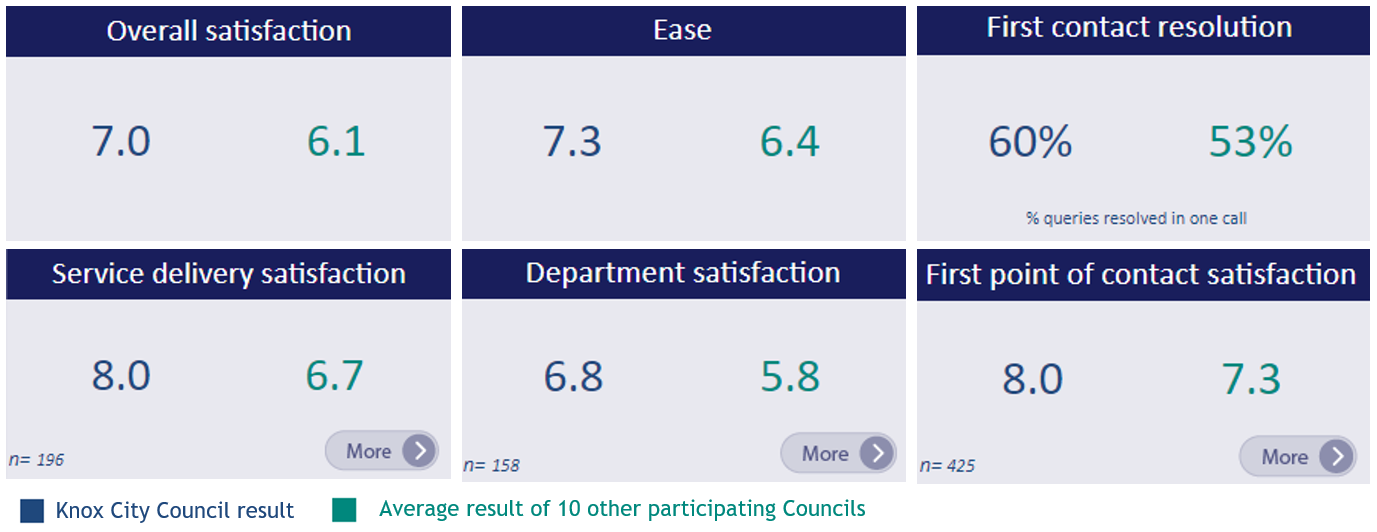 Overall satisfaction
7.0 6.1
Ease
7.3 6.4
First contact resolution
60% 53%
% queries resolved in one call
Service delivery satisfaction
8.0 6.7
More
n= 196
Department satisfaction
6.8 5.8
More
n= 158
First point of contact satisfaction
8.0 7.3
More
n= 425
Knox City Council result
Average result of 10 other participating Councils